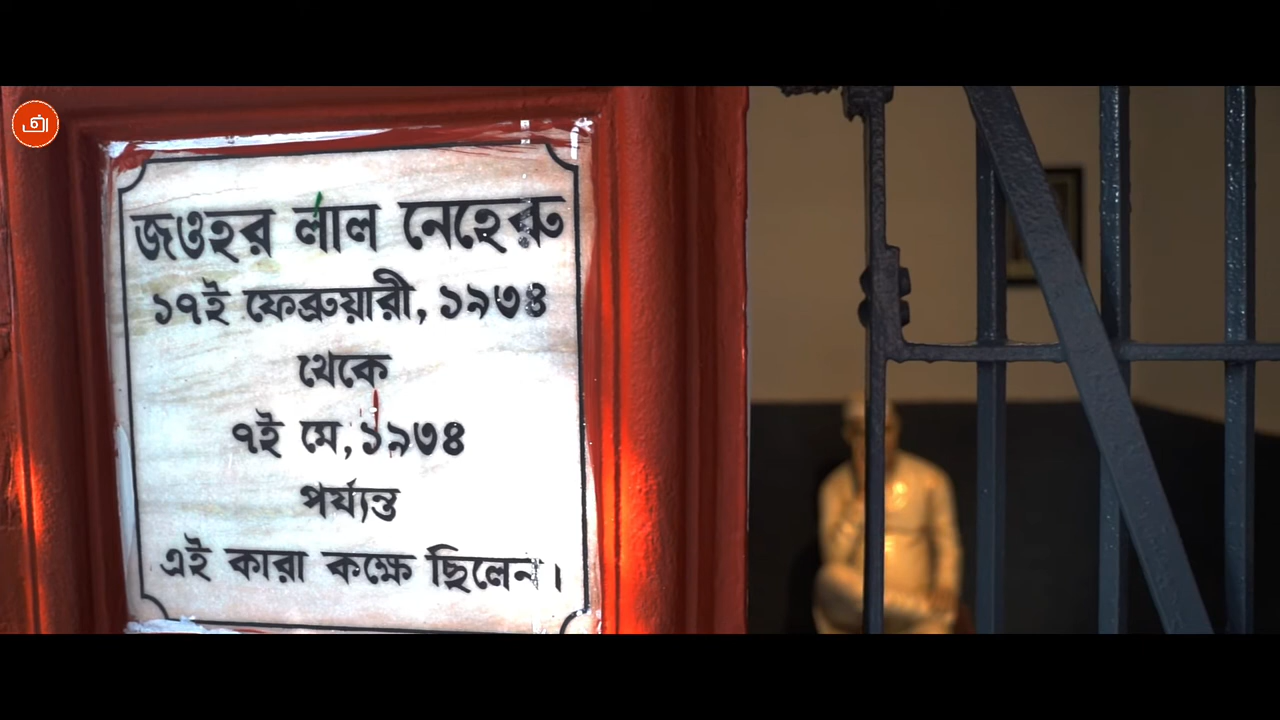 জওহর লাল নেহেরু
১৭ই ফেব্রুয়ারী, ১৯৩৪
থেকে
৭ই মে, ১৯৩৪
পর্য্যন্ত
এই কারা কক্ষে ছিলেন।